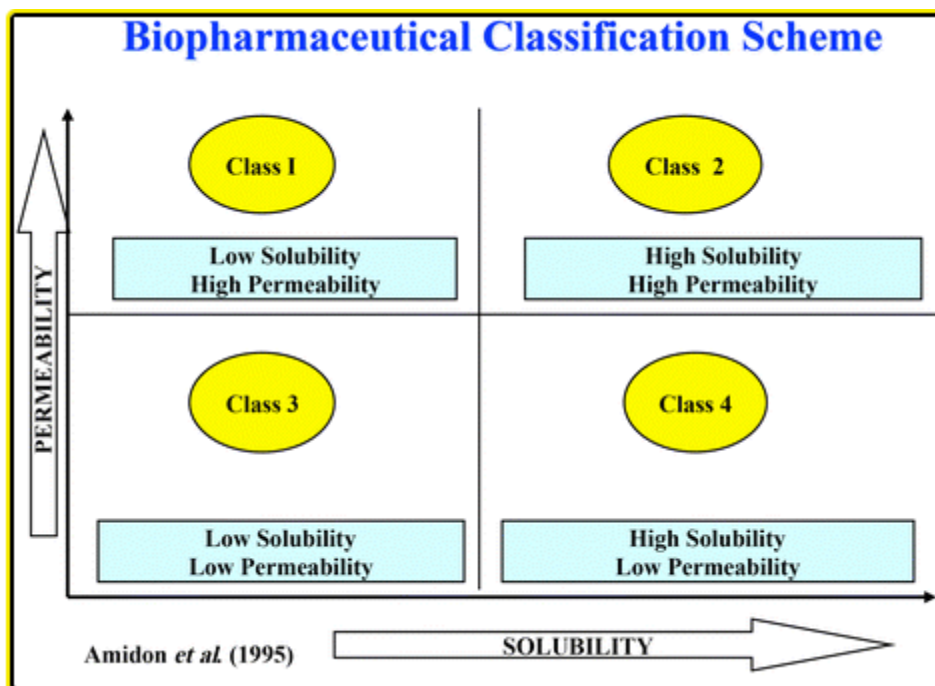 Biopharmaceutical Classification Scheme
Class I
Class 2
Low Solubility
High Permeability
High Solubility
High Permeability
PERMEABILITY
Class 3
Class 4
Low Solubility
Low Permeability
High Solubility
Low Permeability
Amidon et al. (1995)
SOLUBILITY